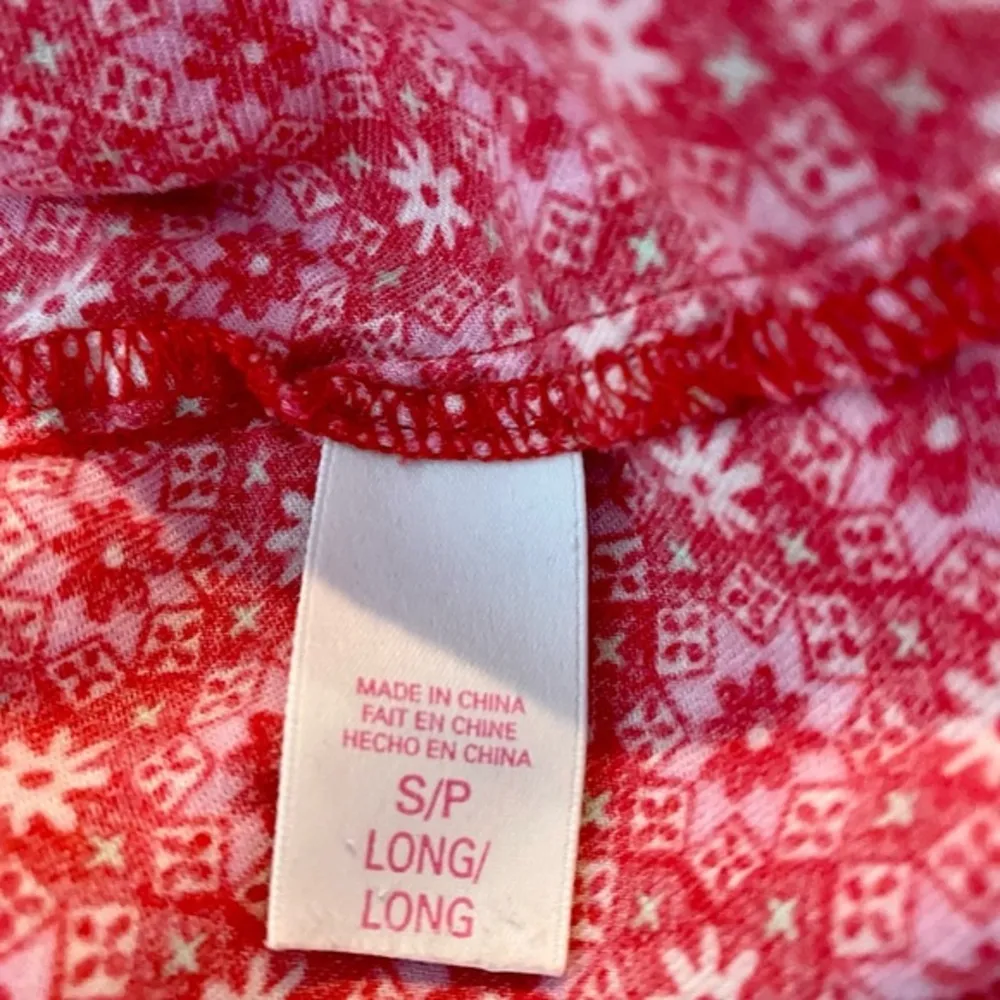 MADE IN CHINA
FAIT EN CHINE
HECHO EN CHINA
S/P
LONG/
LONG